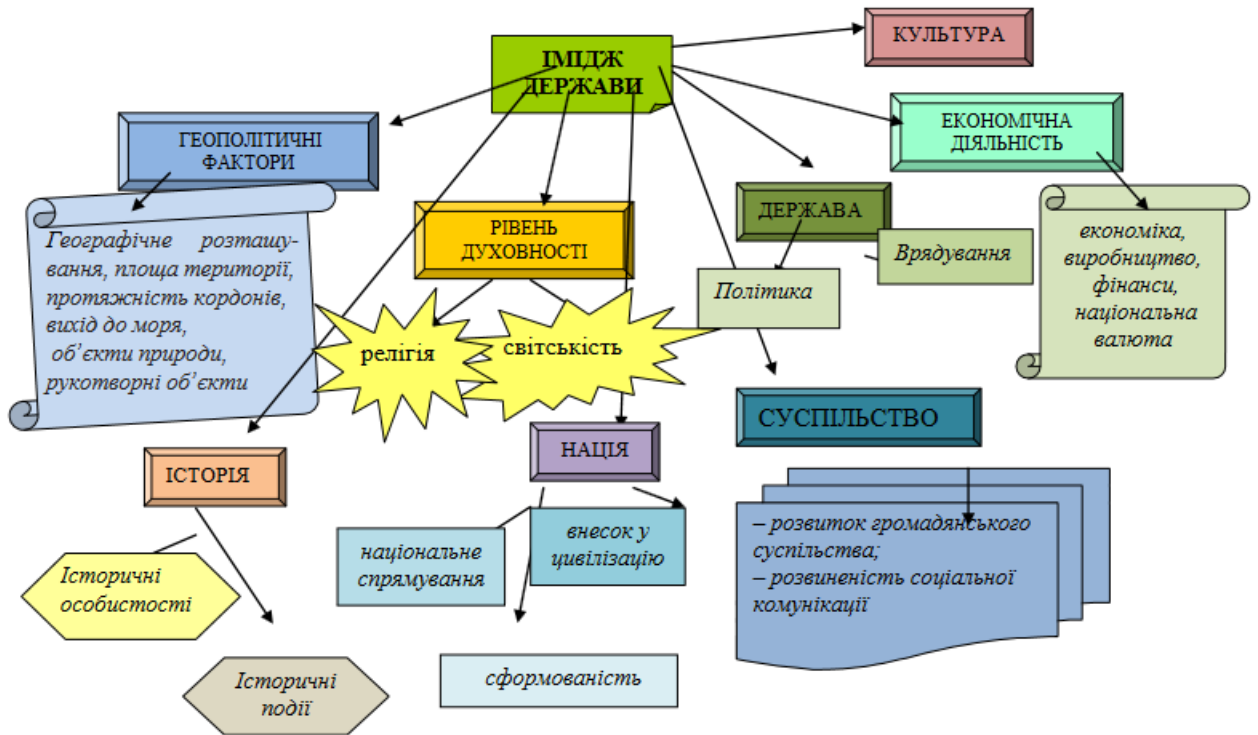 ІМІДЖ
ДЕРЖАВИ
КУЛЬТУРА
ГЕОПОЛІТИЧНІ
ФАКТОРИ
ЕКОНОМІЧНА
ДІЯЛЬНІСТЬ
Географічне розташу-
вання, площа території,
протяжність кордонів,
вихід до моря,
об’єкти природи,
рукотворні об’єкти
РІВЕНЬ
ДУХОВНОСТІ
ДЕРЖАВА
Врядування
Політика
економіка,
виробництво,
фінанси,
національна
валюта
релігія
світськість
СУСПІЛЬСТВО
ІСТОРІЯ
НАЦІЯ
національне
спрямування
внесок у
цивілізацію
– розвиток громадянського
суспільства;
– розвиненість соціальної
комунікації
Історичні
особистості
Історичні
події
сформованість